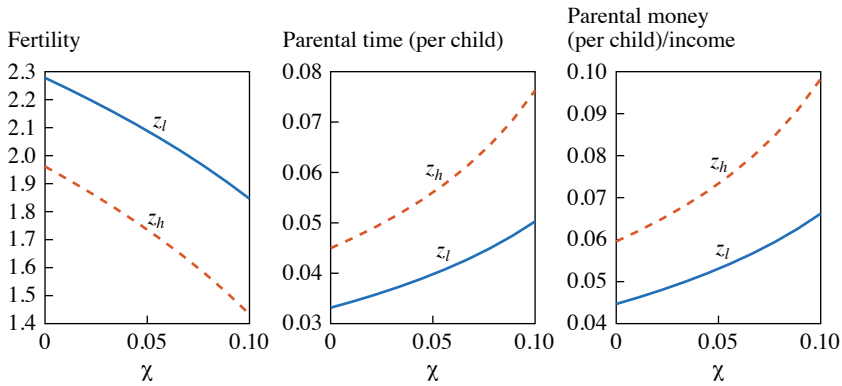 Fertility
2.3
2.2
2.1
2.0
1.9
1.8
1.7
1.6
1.5
1.4
0
0.05
0.10
χ
z_l
z_h
Parental time (per child)
0.08
0.07
0.06
0.05
0.04
0.03
0
0.05
0.10
χ
z_h
z_l
Parental money
(per child)/income
0.10
0.09
0.08
0.07
0.06
0.05
0.04
0
0.05
0.10
χ
z_h
z_l